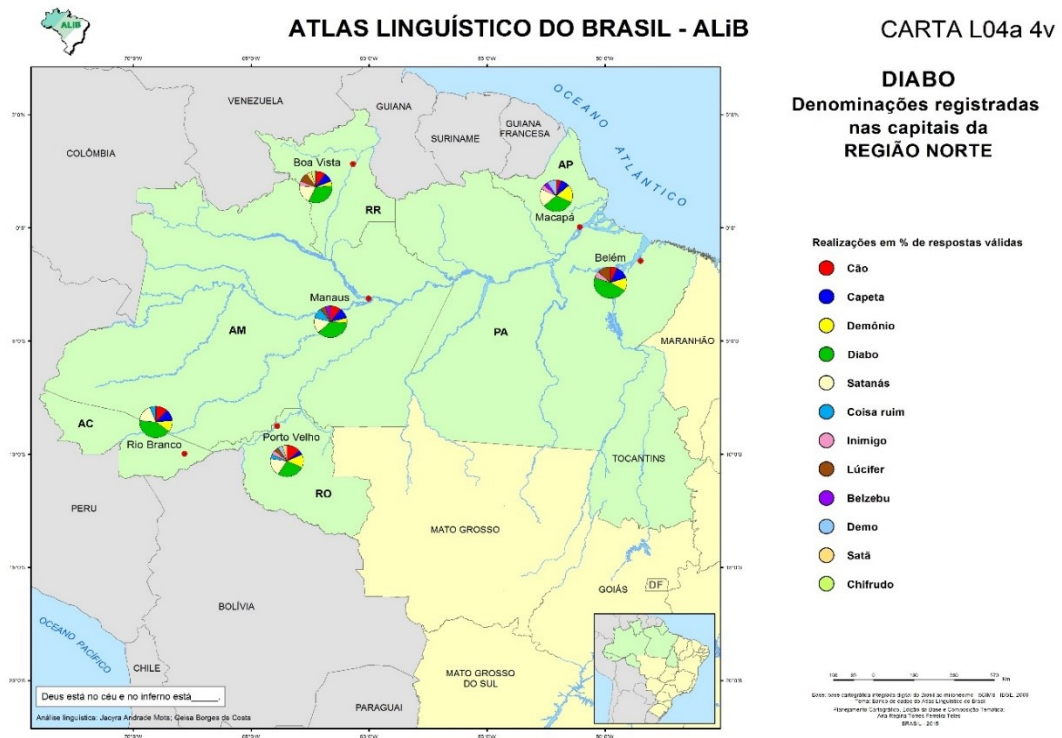 ALiB
ATLAS LINGUÍSTICO DO BRASIL - ALiB
CARTA L04a 4v
DIABO
Denominações registradas
nas capitais da
REGIÃO NORTE
Realizações em % de respostas válidas
Cão
Capeta
Demônio
Diabo
Satanás
Coisa ruim
Inimigo
Lúcifer
Belzebu
Demo
Satã
Chifrudo
VENEZUELA
GUIANA
SURINAME
GUIANA
FRANCESA
COLÔMBIA
OCEANO
ATLÂNTICO
Boa Vista
RR
AP
Macapá
Belém
Manaus
AM
PA
MARANHÃO
AC
Rio Branco
Porto Velho
RO
TOCANTINS
PERU
MATO GROSSO
GOIÁS
DF
BOLÍVIA
OCEANO PACÍFICO
CHILE
MATO GROSSO
DO SUL
PARAGUAI
Deus está no céu e no inferno está_____.
Análise linguística: Jacyra Andrade Mota; Geisa Borges da Costa